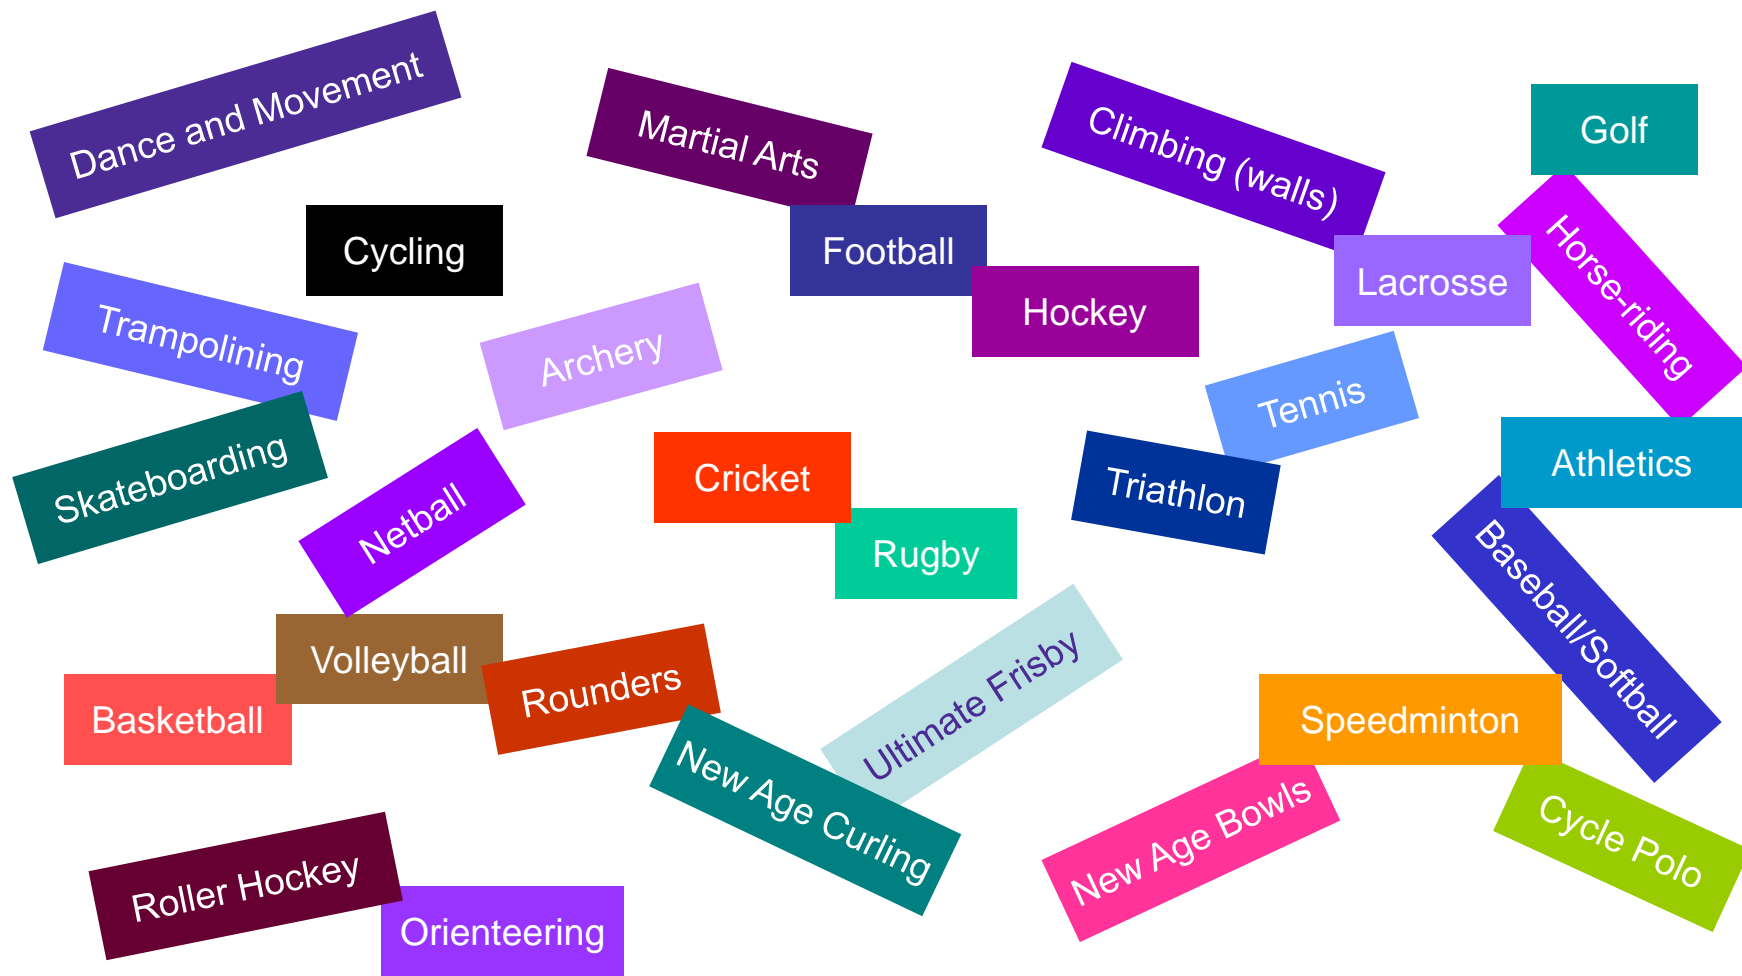 Dance and Movement
Martial Arts
Climbing (walls)
Golf
Cycling
Football
Hockey
Lacrosse
Horse-riding
Trampolining
Archery
Tennis
Skateboarding
Netball
Cricket
Triathlon
Athletics
Rugby
Baseball/Softball
Volleyball
Rounders
Ultimate Frisby
Basketball
Speedminton
New Age Curling
New Age Bowls
Cycle Polo
Roller Hockey
Orienteering